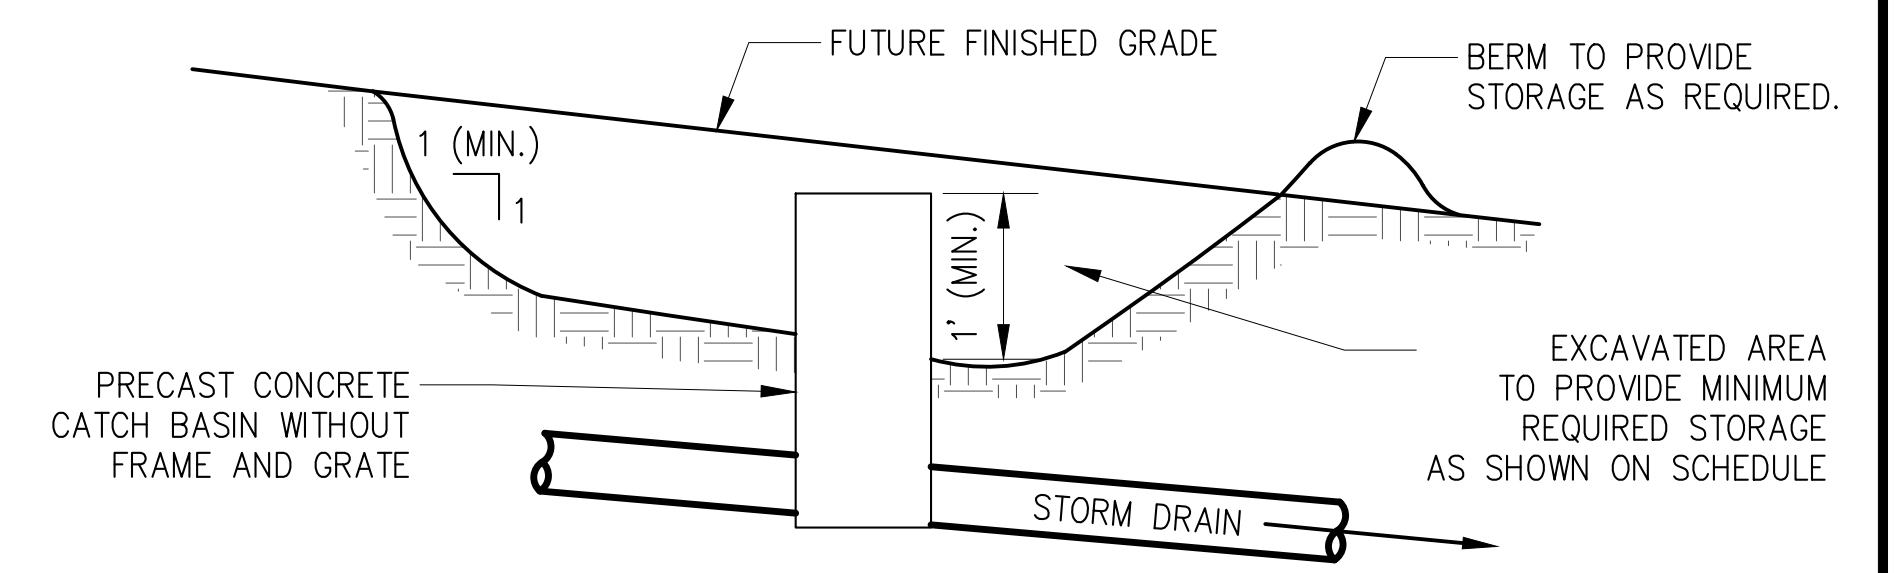 FUTURE FINISHED GRADE
BERM TO PROVIDE
STORAGE AS REQUIRED.
1 (MIN.)
1
1' (MIN.)
PRECAST CONCRETE
CATCH BASIN WITHOUT
FRAME AND GRATE
EXCAVATED AREA
TO PROVIDE MINIMUM
REQUIRED STORAGE
AS SHOWN ON SCHEDULE
STORM DRAIN